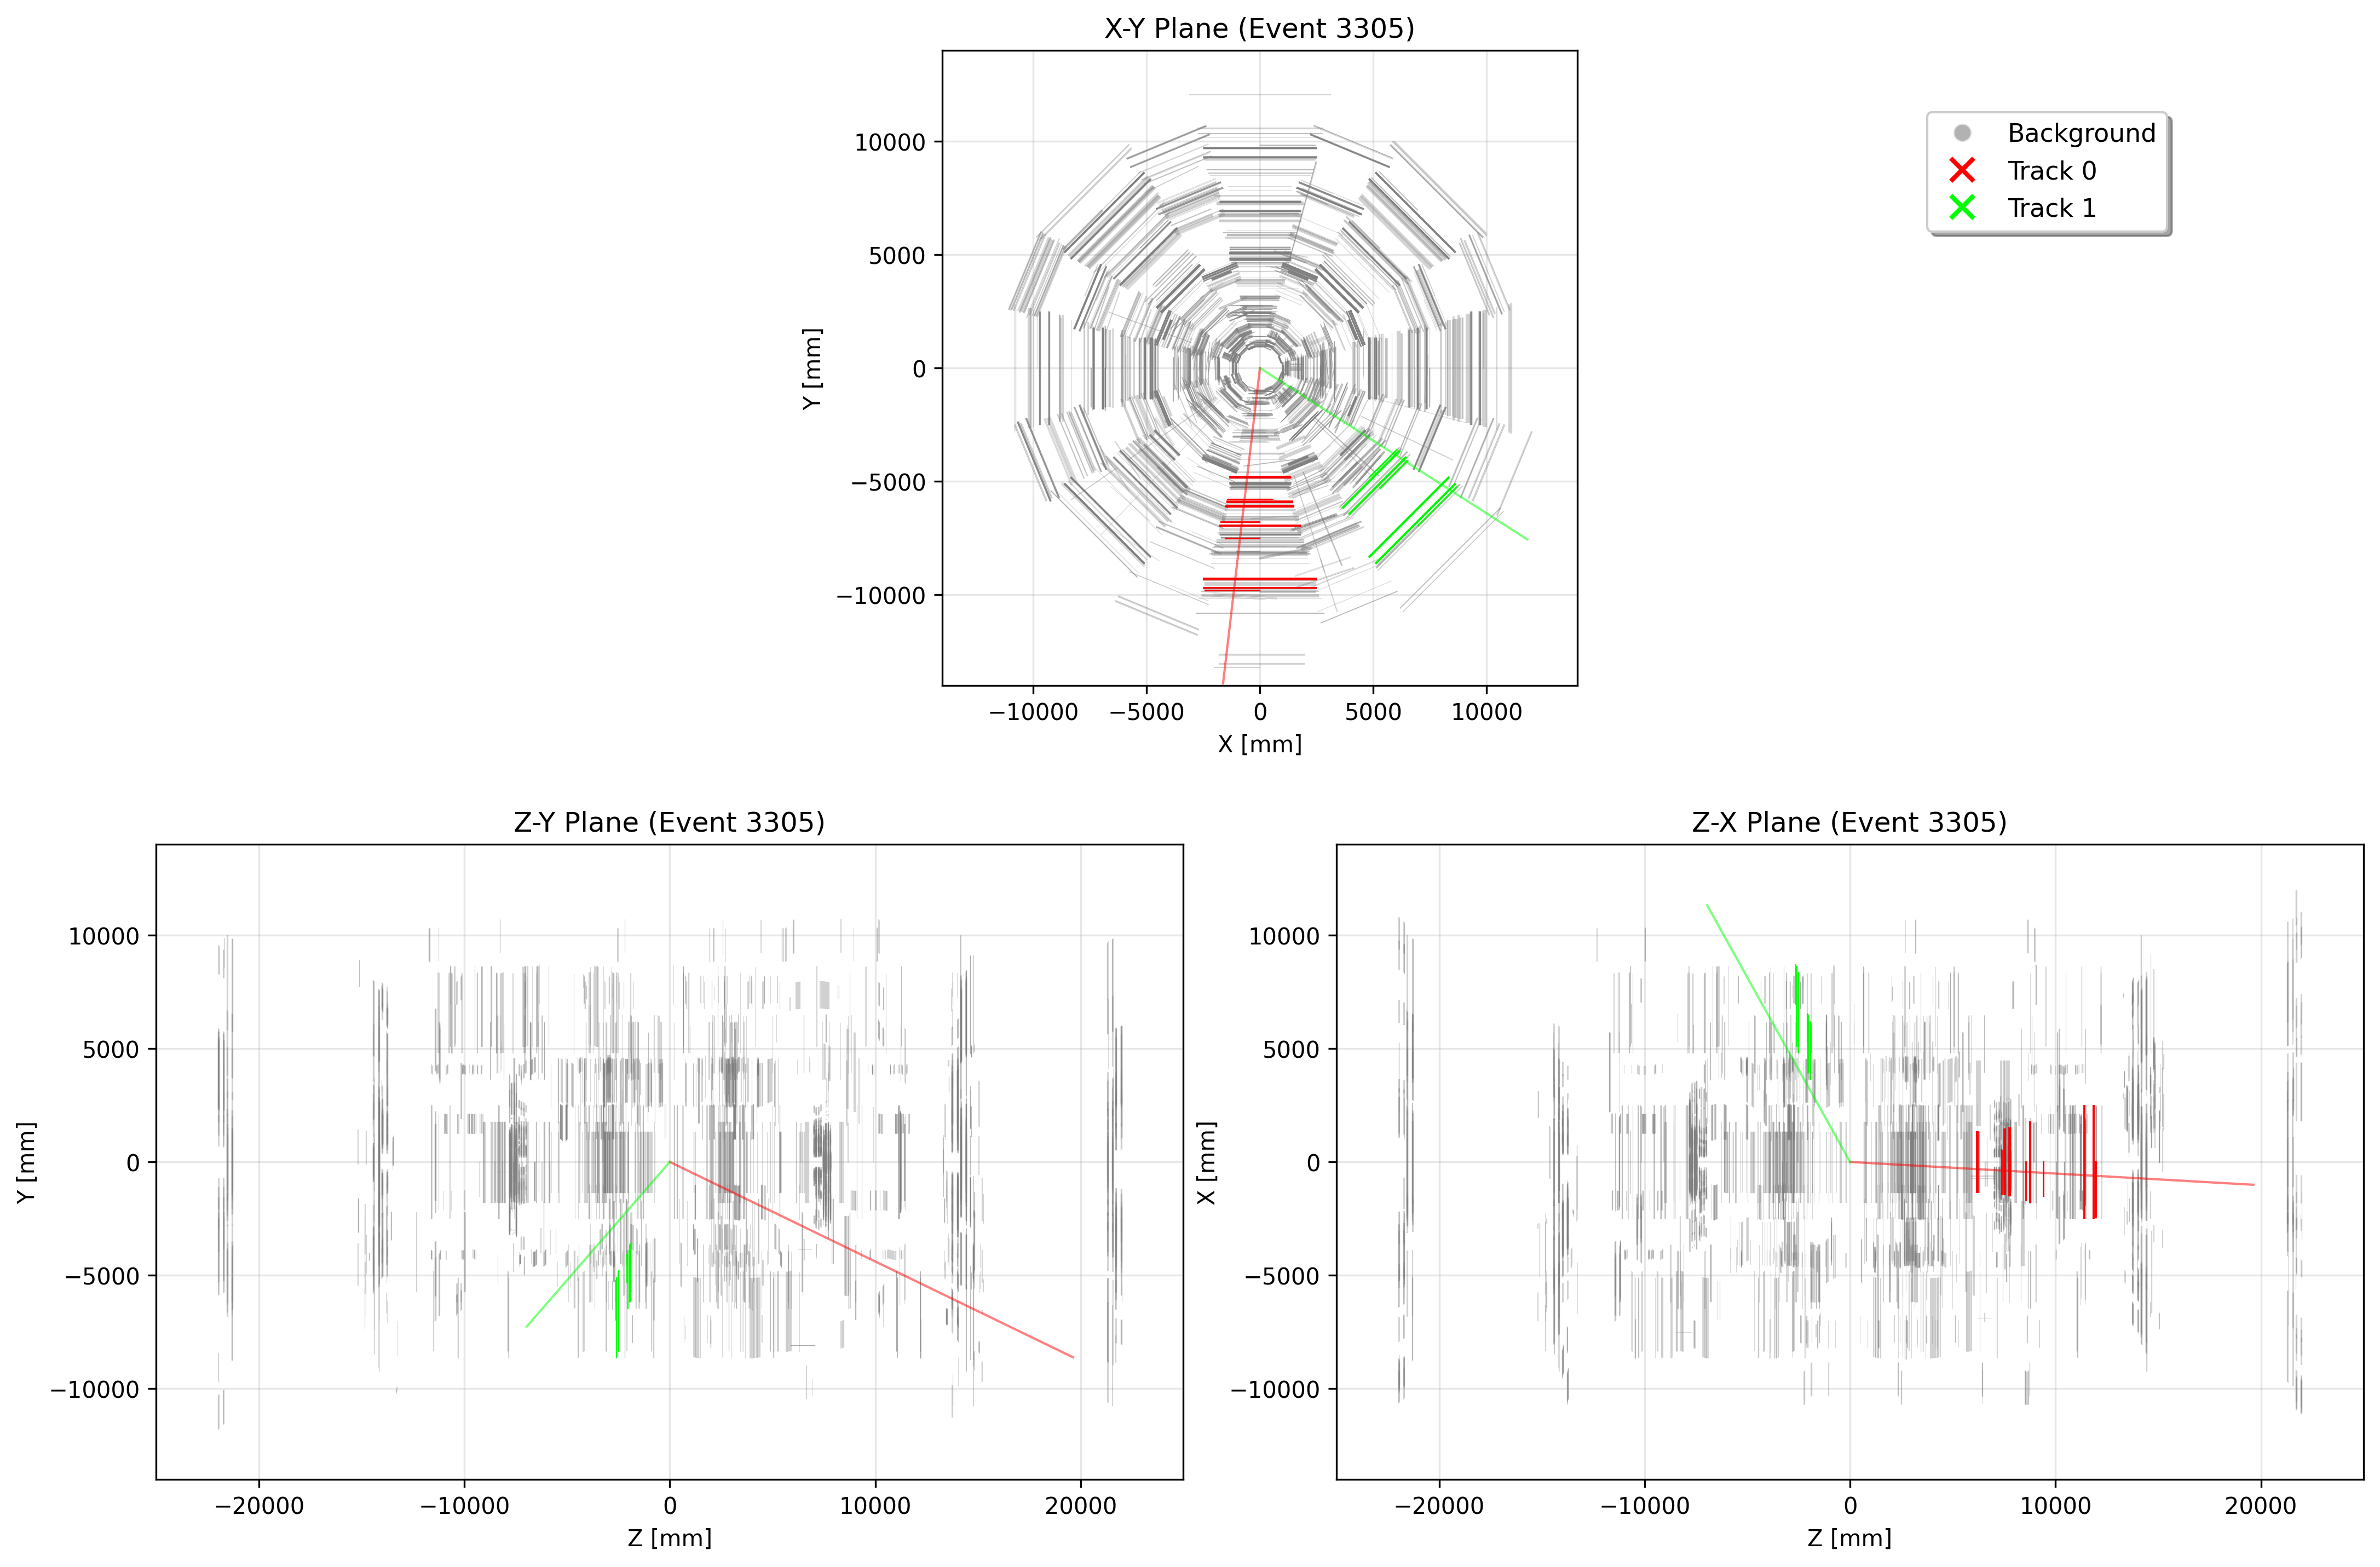 X-Y Plane (Event 3305)
Background
Track 0
Track 1
10000
5000
0
−5000
−10000
Y [mm]
−10000 −5000 0 5000 10000
X [mm]
Z-Y Plane (Event 3305)
10000
5000
0
−5000
−10000
Y [mm]
−20000 −10000 0 10000 20000
Z [mm]
Z-X Plane (Event 3305)
10000
5000
0
−5000
−10000
X [mm]
−20000 −10000 0 10000 20000
Z [mm]